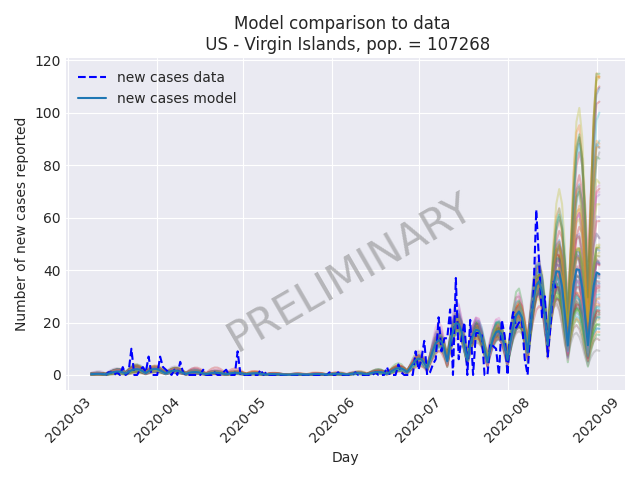 Model comparison to data
US - Virgin Islands, pop. = 107268
Number of new cases reported
120
100
80
60
40
20
0
new cases data
new cases model
PRELIMINARY
2020-03
2020-04
2020-05
2020-06
2020-07
2020-08
2020-09
Day